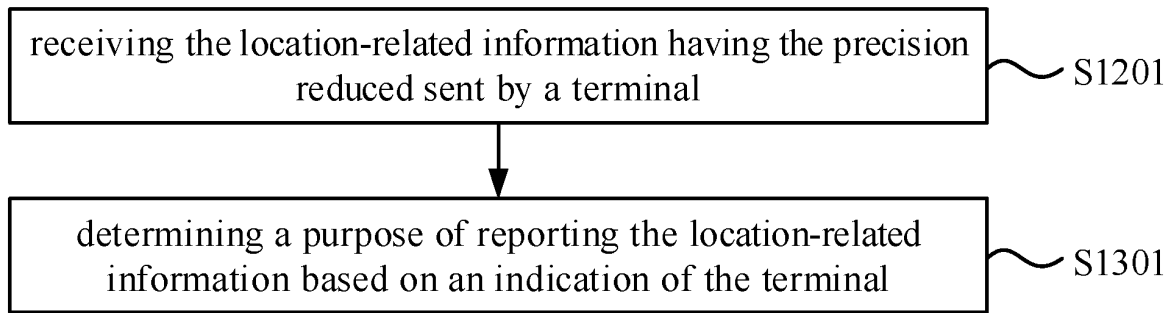 receiving the location-related information having the precision
reduced sent by a terminal
S1201
determining a purpose of reporting the location-related
information based on an indication of the terminal
S1301